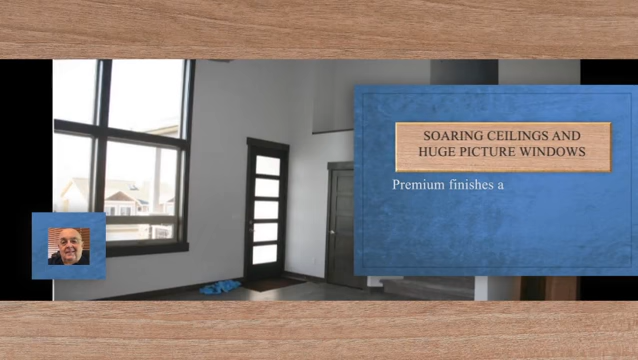 SOARING CEILINGS AND
HUGE PICTURE WINDOWS
Premium finishes a